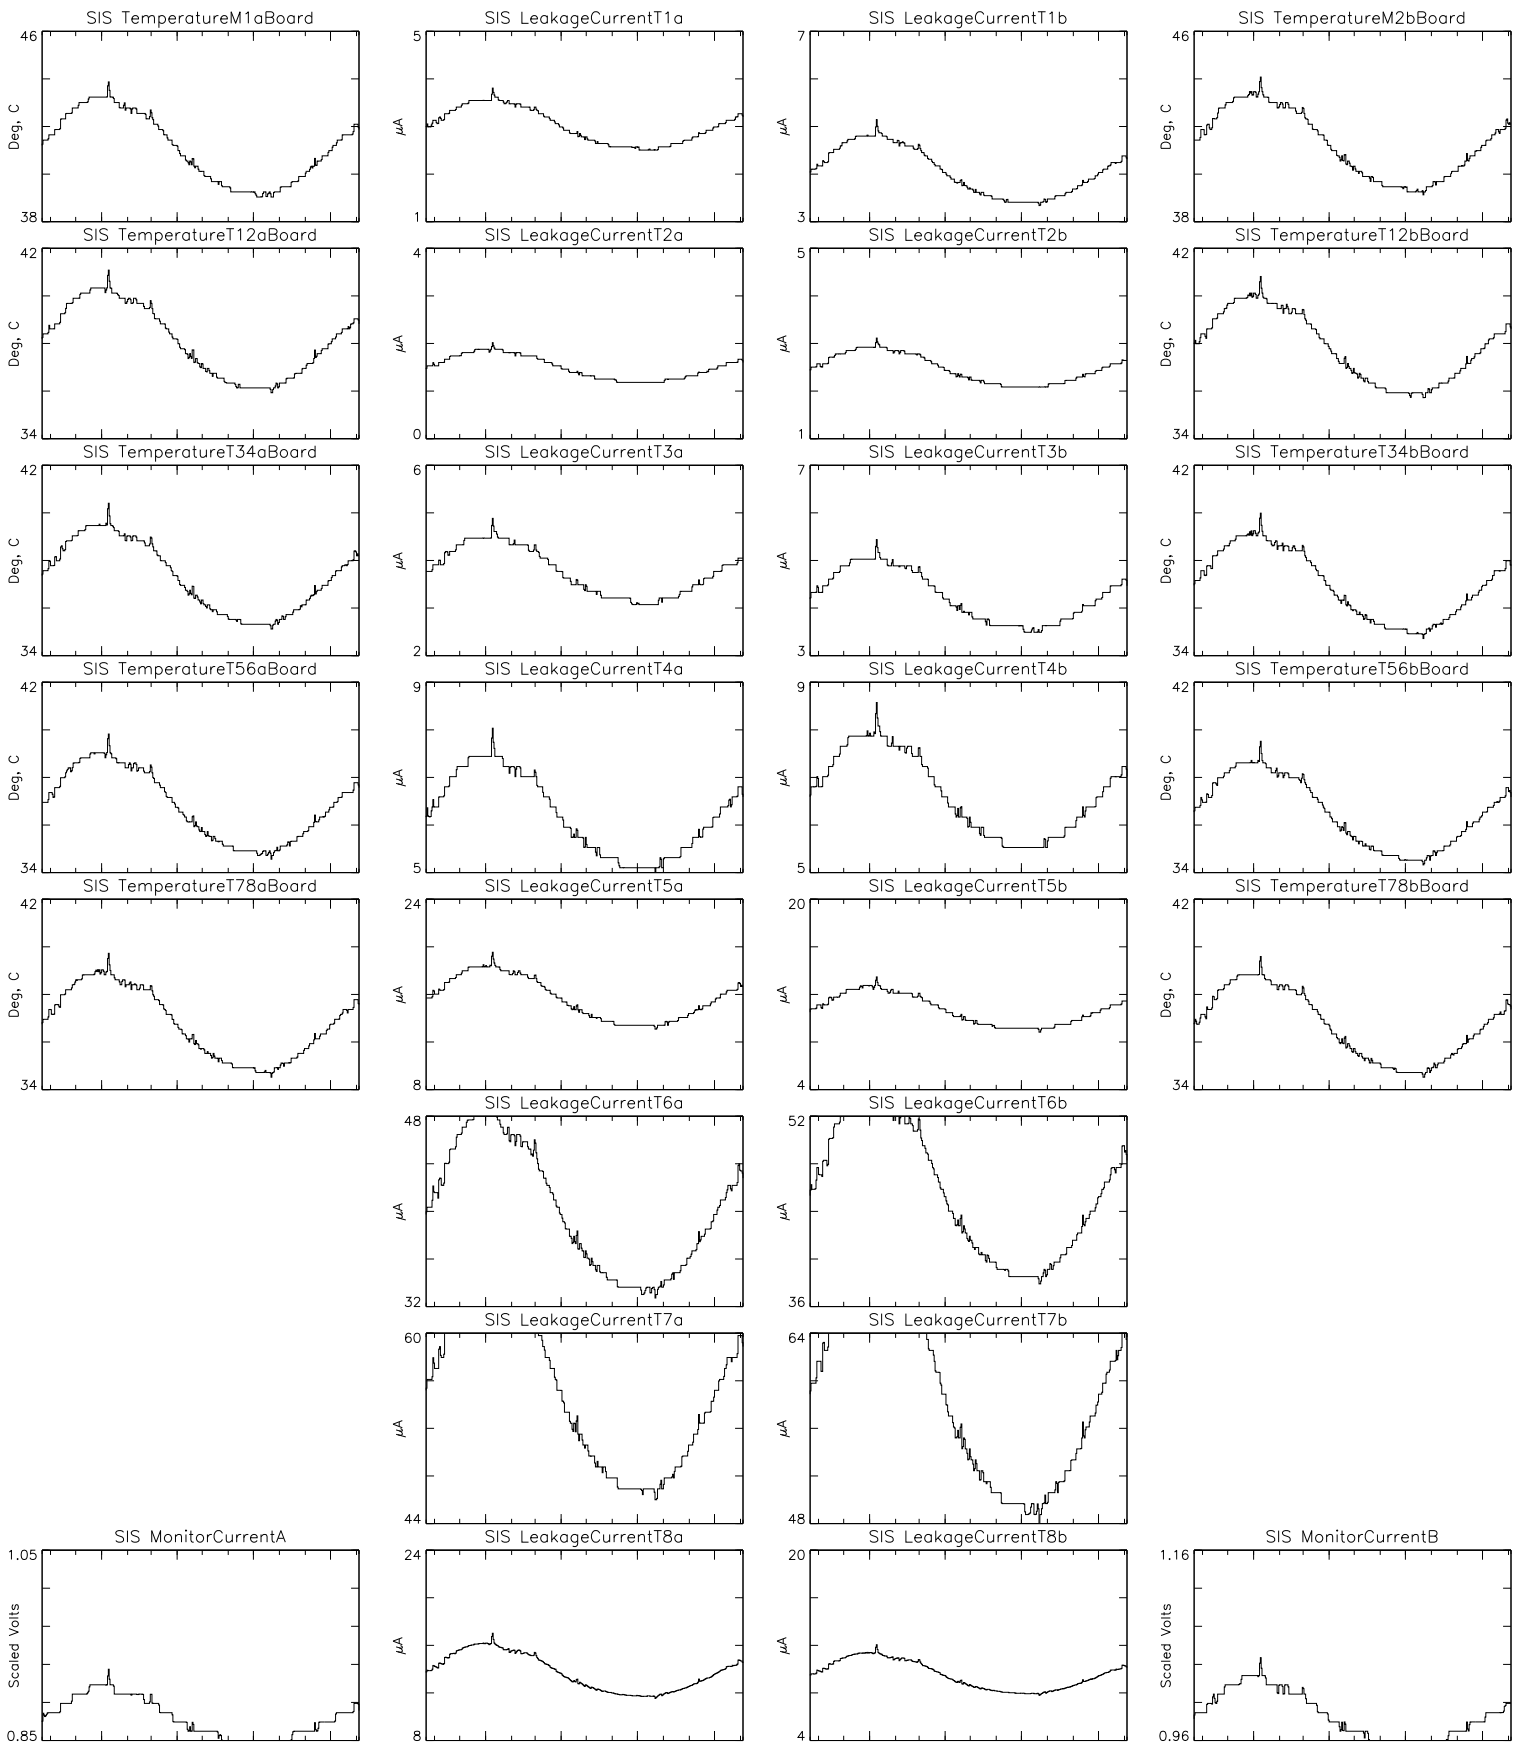 SIS TemperatureM1aBoard
46
Deg, C
38
SIS LeakageCurrentT1a
5
μA
1
SIS LeakageCurrentT1b
7
μA
3
SIS TemperatureM2bBoard
46
Deg, C
38
SIS TemperatureT12aBoard
42
Deg, C
34
SIS LeakageCurrentT2a
4
μA
0
SIS LeakageCurrentT2b
5
μA
1
SIS TemperatureT12bBoard
42
Deg, C
34
SIS TemperatureT34aBoard
42
Deg, C
34
SIS LeakageCurrentT3a
6
μA
2
SIS LeakageCurrentT3b
7
μA
3
SIS TemperatureT34bBoard
42
Deg, C
34
SIS TemperatureT56aBoard
42
Deg, C
34
SIS LeakageCurrentT4a
9
μA
5
SIS LeakageCurrentT4b
9
μA
5
SIS TemperatureT56bBoard
42
Deg, C
34
SIS TemperatureT78aBoard
42
Deg, C
34
SIS LeakageCurrentT5a
24
μA
8
SIS LeakageCurrentT5b
20
μA
4
SIS TemperatureT78bBoard
42
Deg, C
34
SIS LeakageCurrentT6a
48
μA
32
SIS LeakageCurrentT6b
52
μA
36
SIS LeakageCurrentT7a
60
μA
44
SIS LeakageCurrentT7b
64
μA
48
SIS MonitorCurrentA
1.05
Scaled Volts
0.85
SIS LeakageCurrentT8a
24
μA
8
SIS LeakageCurrentT8b
20
μA
4
SIS MonitorCurrentB
1.16
Scaled Volts
0.96